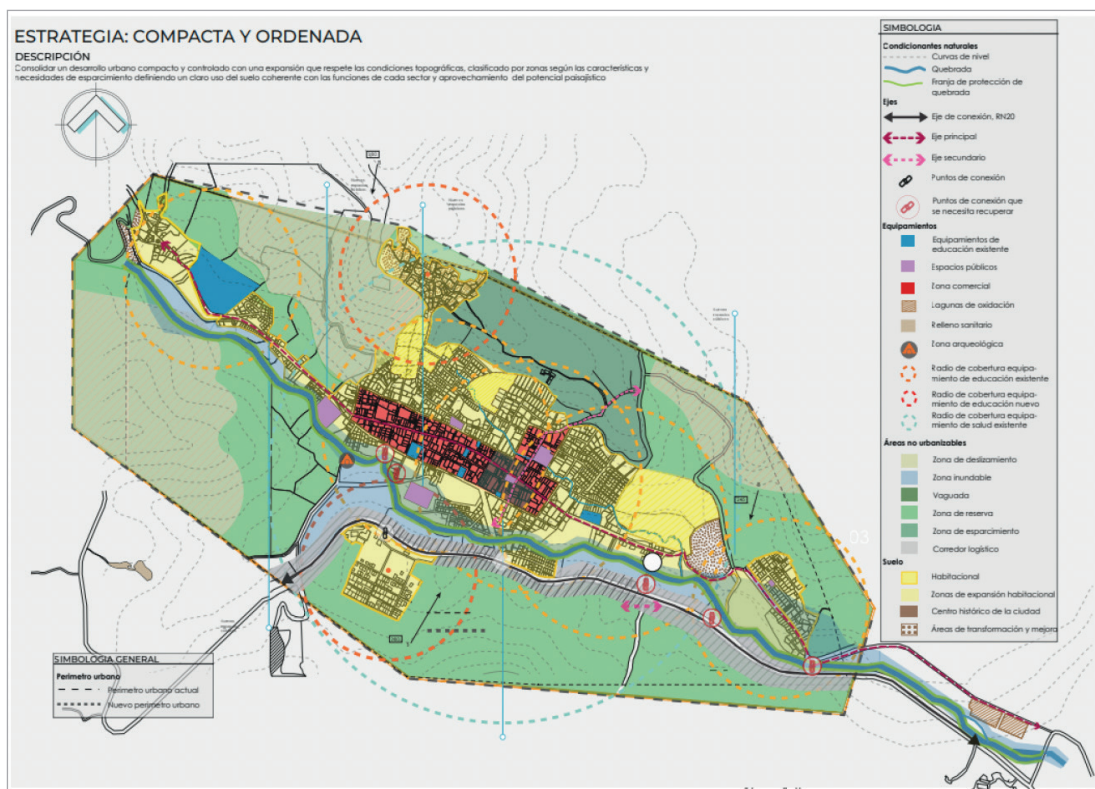 ESTRATEGIA: COMPACTA Y ORDENADA
DESCRIPCIÓN
Consolidar un desarrollo urbano compacto y controlado con una expansión que respete las condiciones topográficas, clasificado por zonas según las características y
necesidades de esparcimiento definiendo un claro uso del suelo coherente con las funciones de cada sector y aprovechamiento del potencial paisajístico
SIMBOLOGIA
Condicionantes naturales
Curvas de nivel
Quebrada
Franja de protección de
quebrada
Ejes
Eje de conexión, RN20
Eje principal
Eje secundario
Puntos de conexión
Puntos de conexión que
se necesita recuperar
Equipamientos
Equipamientos de
educación existente
Espacios públicos
Zona comercial
Lagunas de oxidación
Relleno sanitario
Zona arqueológica
Radio de cobertura equipa-
miento de educación existente
Radio de cobertura equipa-
miento de educación nuevo
Radio de cobertura equipa-
miento de salud existente
Áreas no urbanizables
Zona de deslizamiento
Zona inundable
Vaguada
Zona de reserva
Zona de esparcimiento
Corredor logístico
Suelo
Habitacional
Zonas de expansión habitacional
Centro histórico de la ciudad
Áreas de transformación y mejora
03
SIMBOLOGIA GENERAL
Perímetro urbano
Perímetro urbano actual
Nuevo perímetro urbano